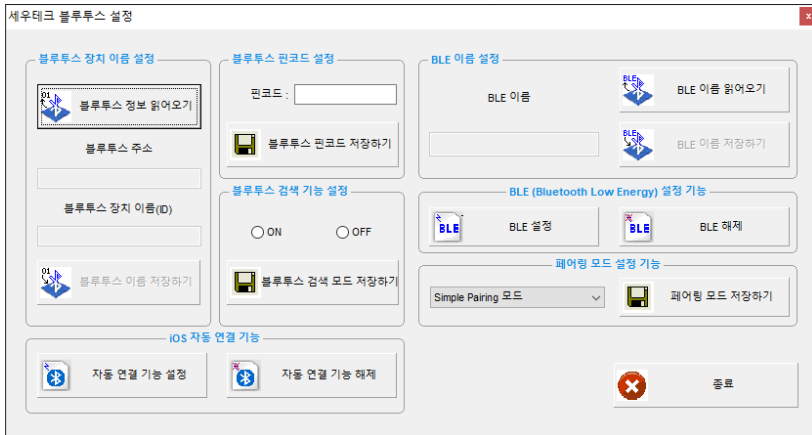 세우테크 블루투스 설정
x
블루투스 장치 이름 설정
01
블루투스 정보 읽어오기
블루투스 주소
블루투스 장치 이름(ID)
01
블루투스 이름 저장하기
블루투스 핀코드 설정
핀코드 :
블루투스 핀코드 저장하기
블루투스 검색 기능 설정
ON
OFF
블루투스 검색 모드 저장하기
BLE 이름 설정
BLE 이름
BLE
BLE 이름 읽어오기
BLE
BLE 이름 저장하기
BLE (Bluetooth Low Energy) 설정 기능
BLE
BLE 설정
BLE
BLE 해제
페어링 모드 설정 기능
Simple Pairing 모드
페어링 모드 저장하기
iOS 자동 연결 기능
자동 연결 기능 설정
자동 연결 기능 해제
종료